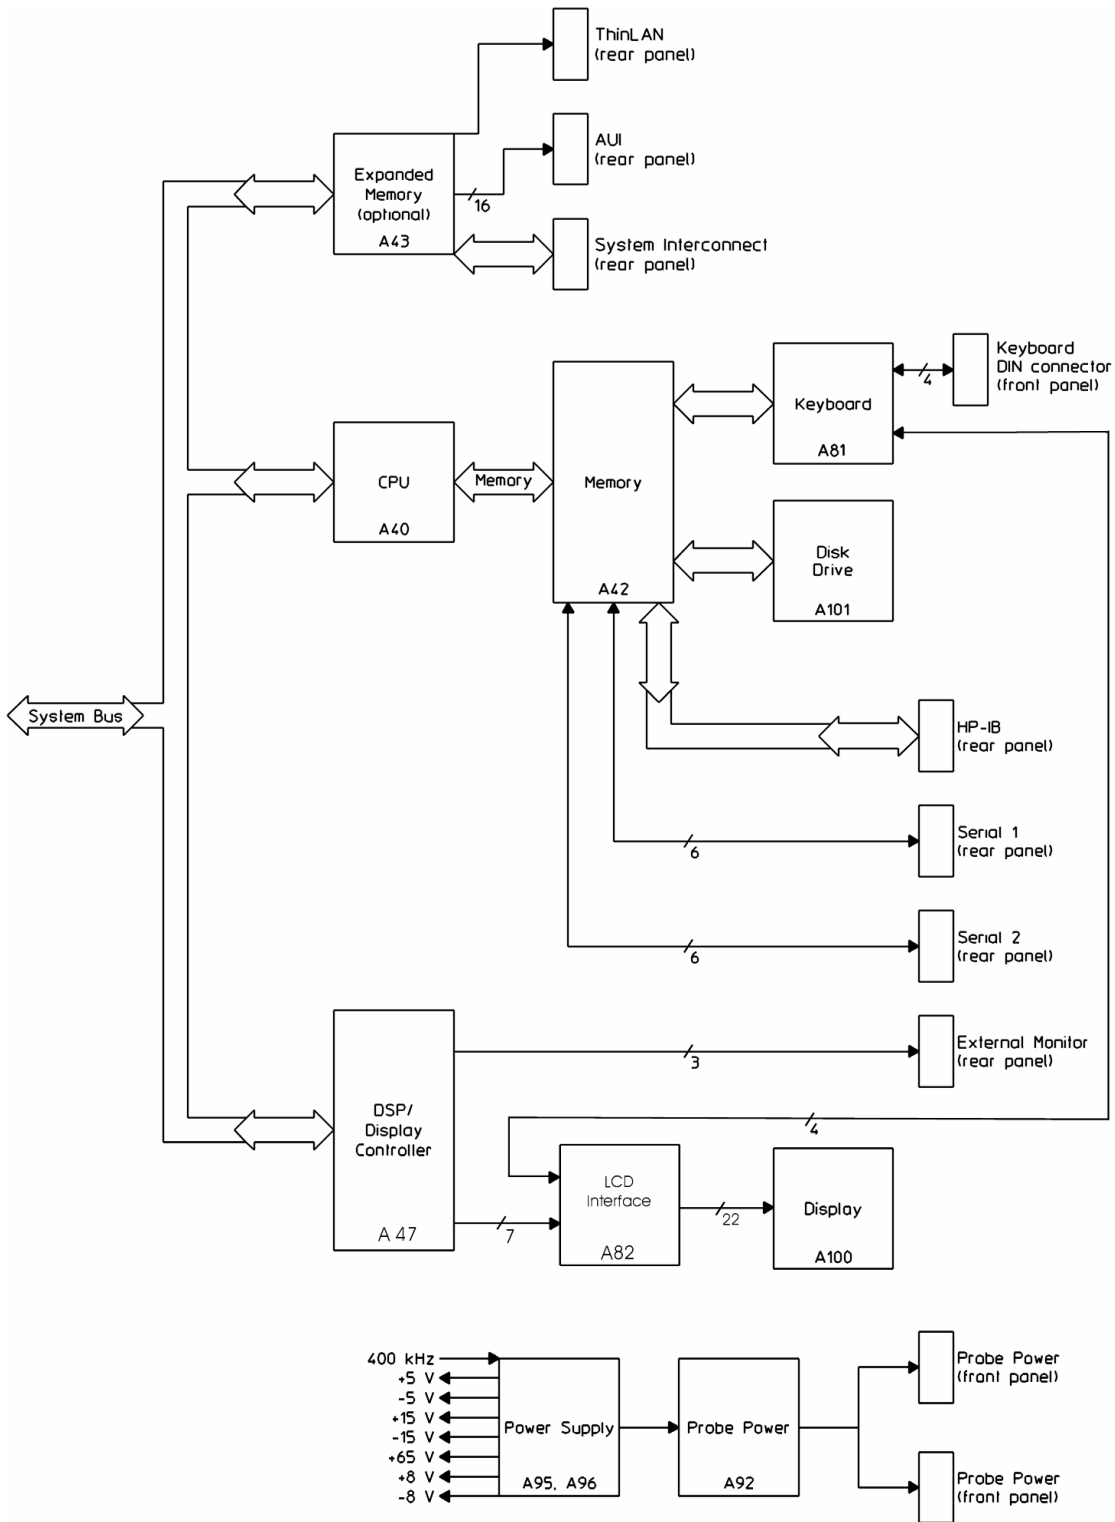 ThinLAN
(rear panel)
AUI
(rear panel)
Expanded
Memory
(optional)
A43
16
System Interconnect
(rear panel)
Keyboard
DIN connector
(front panel)
4
Keyboard
A81
CPU
A40
Memory
Memory
A42
Disk
Drive
A101
System Bus
HP-IB
(rear panel)
Serial 1
(rear panel)
6
Serial 2
(rear panel)
6
External Monitor
(rear panel)
3
DSP/
Display
Controller
A 47
4
7
LCD
Interface
A82
22
Display
A100
400 kHz
+5 V
-5 V
+15 V
-15 V
+65 V
+8 V
-8 V
Power Supply
A95, A96
Probe Power
A92
Probe Power
(front panel)
Probe Power
(front panel)